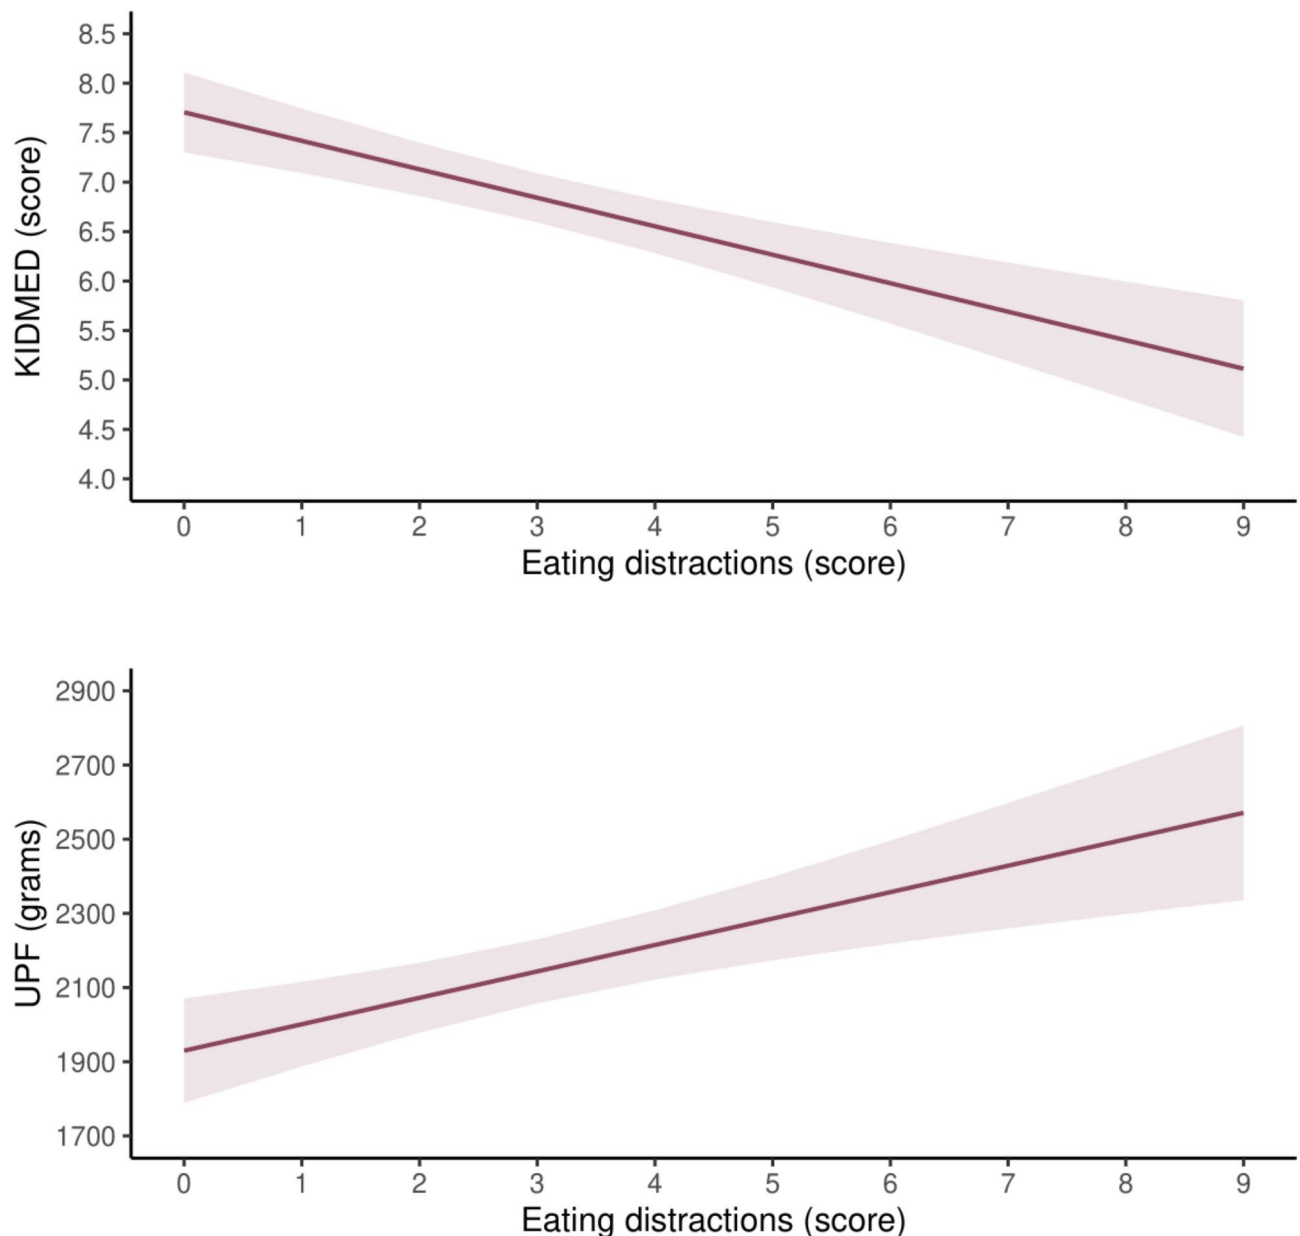 KIDMED (score)
8.5
8.0
7.5
7.0
6.5
6.0
5.5
5.0
4.5
4.0
0 1 2 3 4 5 6 7 8 9
Eating distractions (score)
UPF (grams)
2900
2700
2500
2300
2100
1900
1700
0 1 2 3 4 5 6 7 8 9
Eating distractions (score)